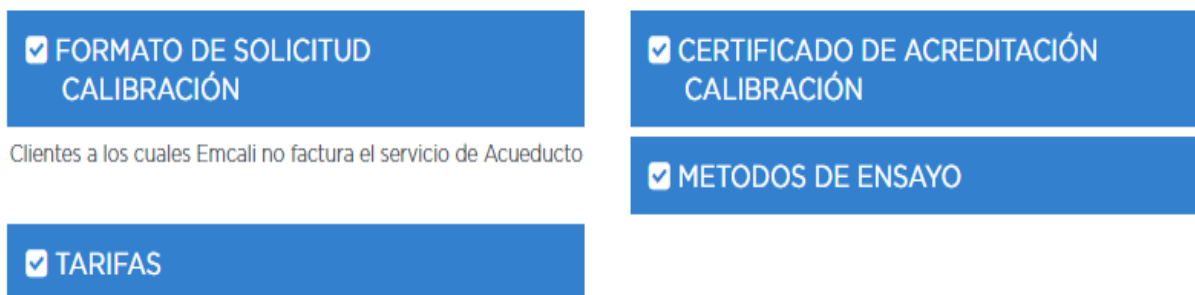 FORMATO DE SOLICITUD
CALIBRACIÓN
Clientes a los cuales Emcali no factura el servicio de Acueducto
TARIFAS
CERTIFICADO DE ACREDITACIÓN
CALIBRACIÓN
METODOS DE ENSAYO